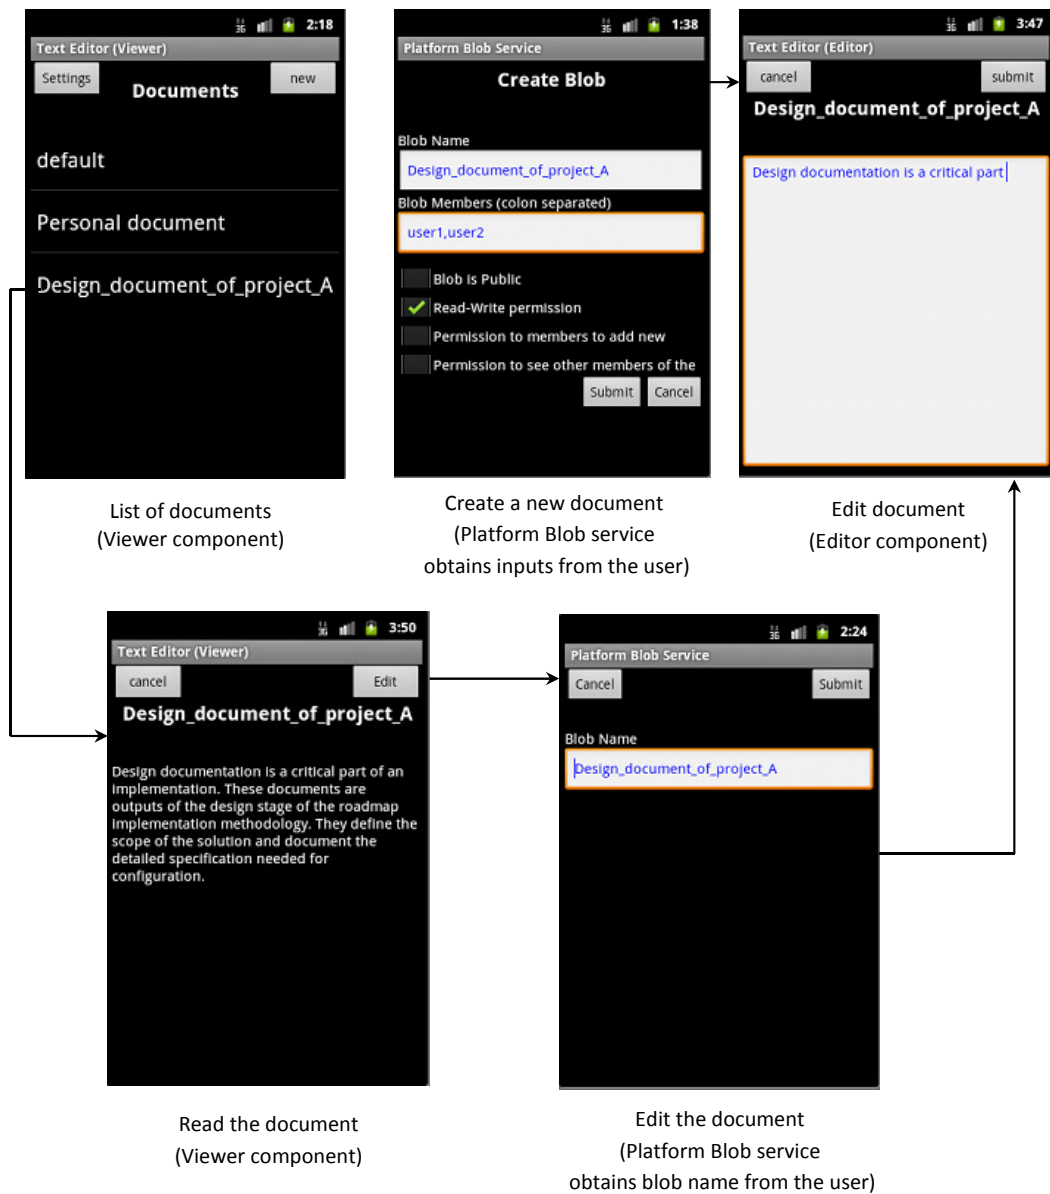 2:18
Text Editor (Viewer)
Settings
new
Documents
default
Personal document
Design_document_of_project_A
List of documents
(Viewer component)
1:38
Platform Blob Service
Create Blob
Blob Name
Design_document_of_project_A
Blob Members (colon separated)
user1,user2
Blob is Public
Read-Write permission
Permission to members to add new
Permission to see other members of the
Submit
Cancel
Create a new document
(Platform Blob service
obtains inputs from the user)
3:47
Text Editor (Editor)
cancel
submit
Design_document_of_project_A
Design documentation is a critical part
Edit document
(Editor component)
3:50
Text Editor (Viewer)
cancel
Edit
Design_document_of_project_A
Design documentation is a critical part of an
implementation. These documents are
outputs of the design stage of the roadmap
implementation methodology. They define the
scope of the solution and document the
detailed specification needed for
configuration.
Read the document
(Viewer component)
2:24
Platform Blob Service
Cancel
Submit
Blob Name
Design_document_of_project_A
Edit the document
(Platform Blob service
obtains blob name from the user)